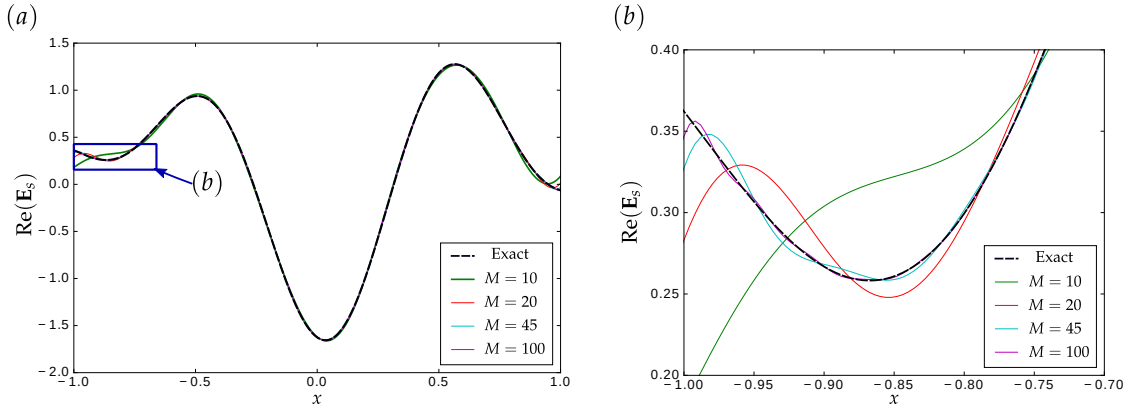 (a)
1.5
1.0
0.5
0.0
−0.5
−1.0
−1.5
−2.0
−1.0
−0.5
0.0
0.5
1.0
x
Re(E_s)
(b)
Exact
M = 10
M = 20
M = 45
M = 100
(b)
0.40
0.35
0.30
0.25
0.20
−1.00
−0.95
−0.90
−0.85
−0.80
−0.75
−0.70
x
Re(E_s)
Exact
M = 10
M = 20
M = 45
M = 100